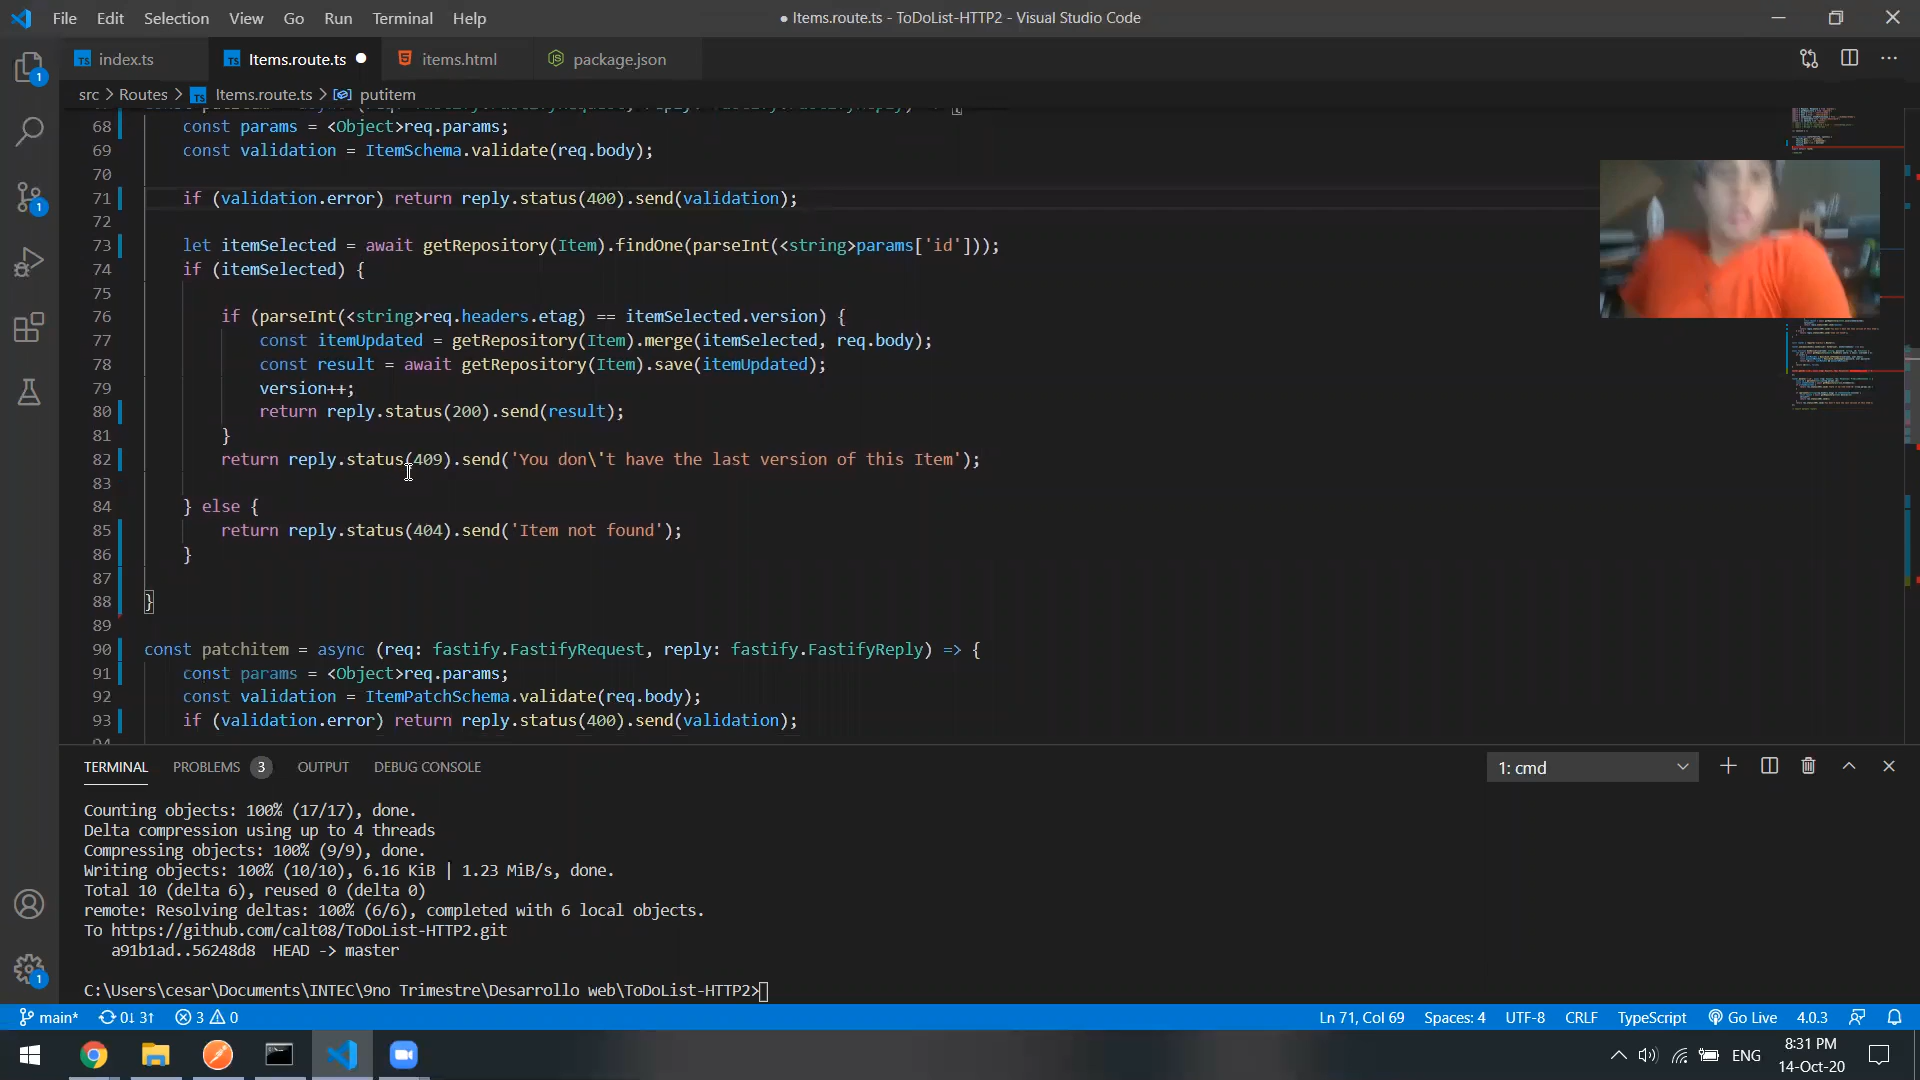 File Edit Selection View Go Run Terminal Help
● Items.route.ts - ToDoList-HTTP2 - Visual Studio Code
TS index.ts
TS Items.route.ts ●
items.html
package.json
src > Routes > TS Items.route.ts > putitem
68 const params = <Object>req.params;
69 const validation = ItemSchema.validate(req.body);
70
71 if (validation.error) return reply.status(400).send(validation);
72
73 let itemSelected = await getRepository(Item).findOne(parseInt(<string>params['id']));
74 if (itemSelected) {
75
76 if (parseInt(<string>req.headers.etag) == itemSelected.version) {
77 const itemUpdated = getRepository(Item).merge(itemSelected, req.body);
78 const result = await getRepository(Item).save(itemUpdated);
79 version++;
80 return reply.status(200).send(result);
81 }
82 return reply.status(409).send('You don\'t have the last version of this Item');
83
84 } else {
85 return reply.status(404).send('Item not found');
86 }
87
88 }
89
90 const patchitem = async (req: fastify.FastifyRequest, reply: fastify.FastifyReply) => {
91 const params = <Object>req.params;
92 const validation = ItemPatchSchema.validate(req.body);
93 if (validation.error) return reply.status(400).send(validation);
TERMINAL PROBLEMS 3 OUTPUT DEBUG CONSOLE
1: cmd
Counting objects: 100% (17/17), done.
Delta compression using up to 4 threads
Compressing objects: 100% (9/9), done.
Writing objects: 100% (10/10), 6.16 KiB | 1.23 MiB/s, done.
Total 10 (delta 6), reused 0 (delta 0)
remote: Resolving deltas: 100% (6/6), completed with 6 local objects.
To https://github.com/calt08/ToDoList-HTTP2.git
a91b1ad..56248d8 HEAD -> master
C:\Users\cesar\Documents\INTEC\9no Trimestre\Desarrollo web\ToDoList-HTTP2>
main* 0↓ 3↑ 3 0
Ln 71, Col 69 Spaces: 4 UTF-8 CRLF TypeScript Go Live 4.0.3
ENG
8:31 PM
14-Oct-20